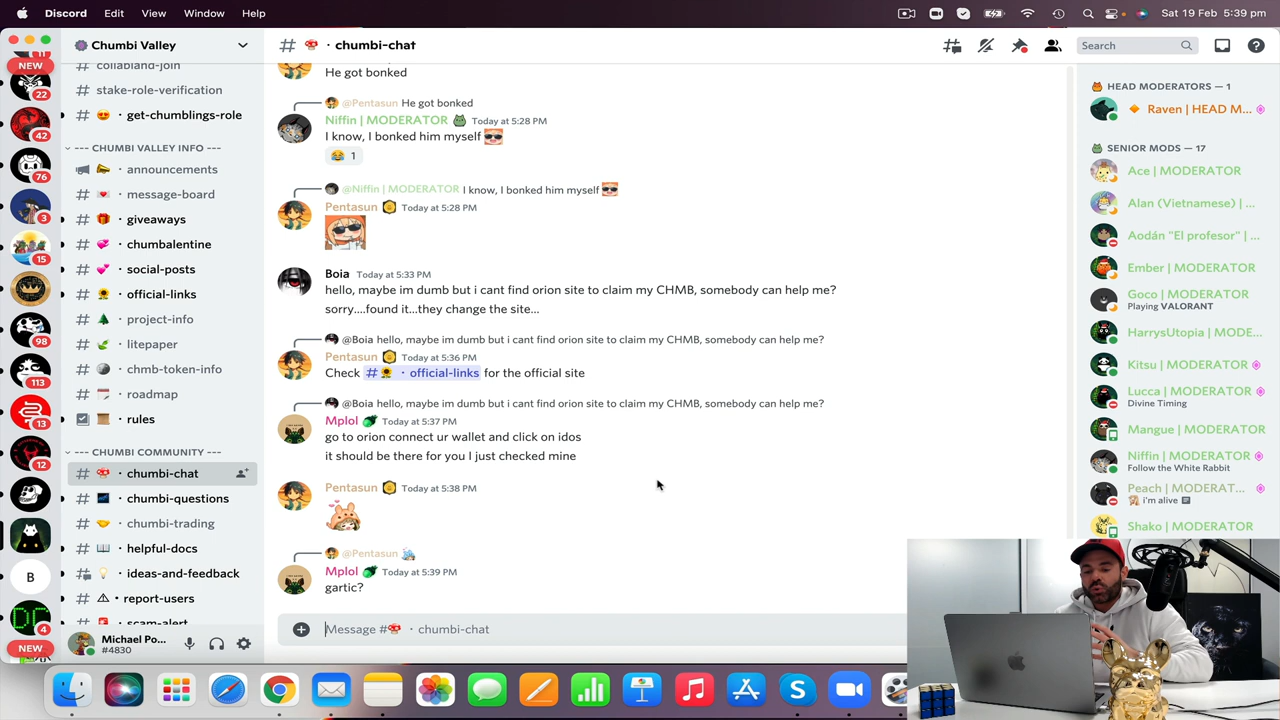 Discord Edit View Window Help
Sat 19 Feb 5:39 pm
NEW
22
42
76
3
15
98
113
13
12
B
4
NEW
Chumbi Valley
collabland-join
stake-role-verification
get-chumblings-role
--- CHUMBI VALLEY INFO ---
announcements
message-board
giveaways
chumbalentine
social-posts
official-links
project-info
litepaper
chmb-token-info
roadmap
rules
--- CHUMBI COMMUNITY ---
chumbi-chat
chumbi-questions
chumbi-trading
helpful-docs
ideas-and-feedback
report-users
scam-alert
Michael Po...
#4830
# · chumbi-chat
Search
He got bonked
@Pentasun He got bonked
Niffin | MODERATOR Today at 5:28 PM
I know, I bonked him myself
1
@Niffin | MODERATOR I know, I bonked him myself
Pentasun Today at 5:28 PM
Boia Today at 5:33 PM
hello, maybe im dumb but i cant find orion site to claim my CHMB, somebody can help me?
sorry....found it...they change the site...
@Boia hello, maybe im dumb but i cant find orion site to claim my CHMB, somebody can help me?
Pentasun Today at 5:36 PM
Check # · official-links for the official site
@Boia hello, maybe im dumb but i cant find orion site to claim my CHMB, somebody can help me?
Mplol Today at 5:37 PM
go to orion connect ur wallet and click on idos
it should be there for you I just checked mine
Pentasun Today at 5:38 PM
@Pentasun
Mplol Today at 5:39 PM
gartic?
Message # · chumbi-chat
HEAD MODERATORS — 1
Raven | HEAD M...
SENIOR MODS — 17
Ace | MODERATOR
Alan (Vietnamese) | ...
Aodán "El profesor" | ...
Ember | MODERATOR
Goco | MODERATOR
Playing VALORANT
HarrysUtopia | MODE...
Kitsu | MODERATOR
Lucca | MODERATOR
Divine Timing
Mangue | MODERATOR
Niffin | MODERATOR
Follow the White Rabbit
Peach | MODERAT...
i'm alive
Shako | MODERATOR